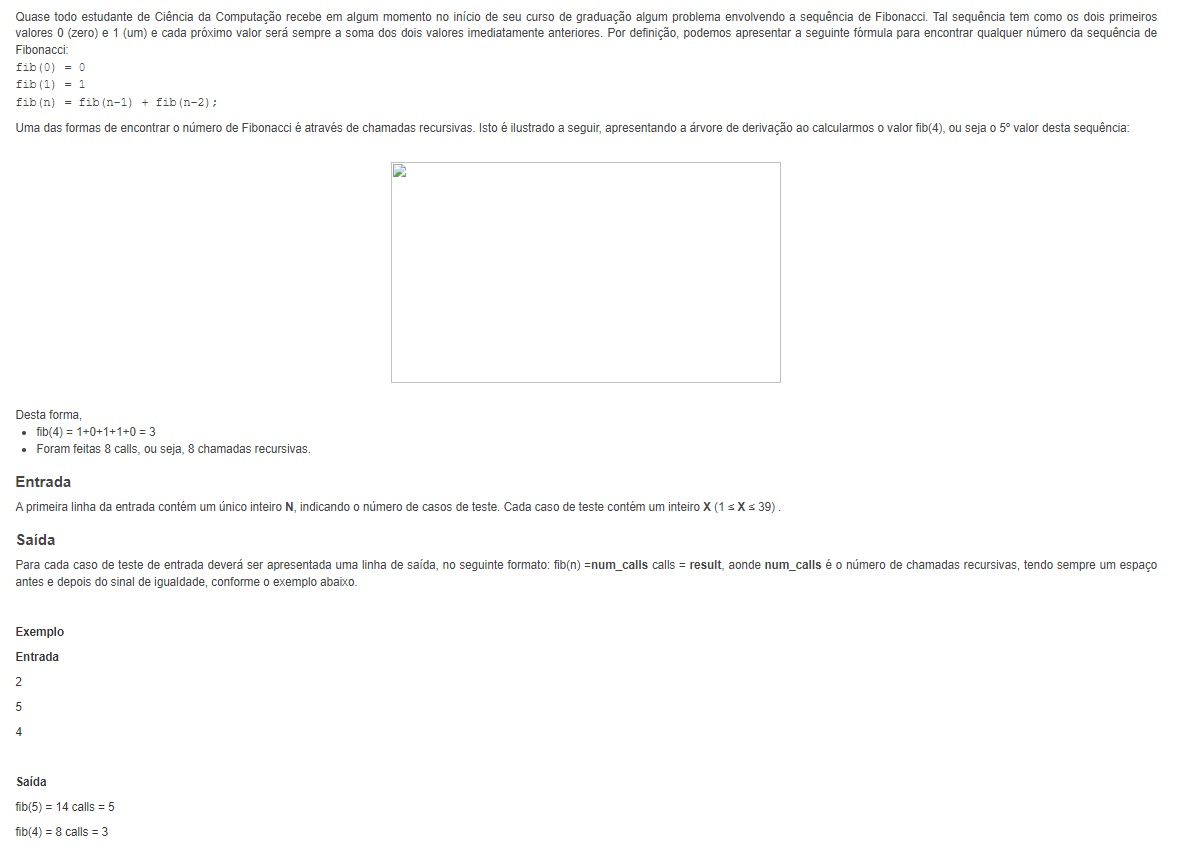 Quase todo estudante de Ciência da Computação recebe em algum momento no início de seu curso de graduação algum problema envolvendo a sequência de Fibonacci. Tal sequência tem como os dois primeiros
valores 0 (zero) e 1 (um) e cada próximo valor será sempre a soma dos dois valores imediatamente anteriores. Por definição, podemos apresentar a seguinte fórmula para encontrar qualquer número da sequência de
Fibonacci:
fib(0) = 0
fib(1) = 1
fib(n) = fib(n-1) + fib(n-2);
Uma das formas de encontrar o número de Fibonacci é através de chamadas recursivas. Isto é ilustrado a seguir, apresentando a árvore de derivação ao calcularmos o valor fib(4), ou seja o 5º valor desta sequência:
Desta forma,
• fib(4) = 1+0+1+1+0 = 3
• Foram feitas 8 calls, ou seja, 8 chamadas recursivas.
Entrada
A primeira linha da entrada contém um único inteiro N, indicando o número de casos de teste. Cada caso de teste contém um inteiro X (1 ≤ X ≤ 39) .
Saída
Para cada caso de teste de entrada deverá ser apresentada uma linha de saída, no seguinte formato: fib(n) =num_calls calls = result, aonde num_calls é o número de chamadas recursivas, tendo sempre um espaço
antes e depois do sinal de igualdade, conforme o exemplo abaixo.
Exemplo
Entrada
2
5
4
Saída
fib(5) = 14 calls = 5
fib(4) = 8 calls = 3